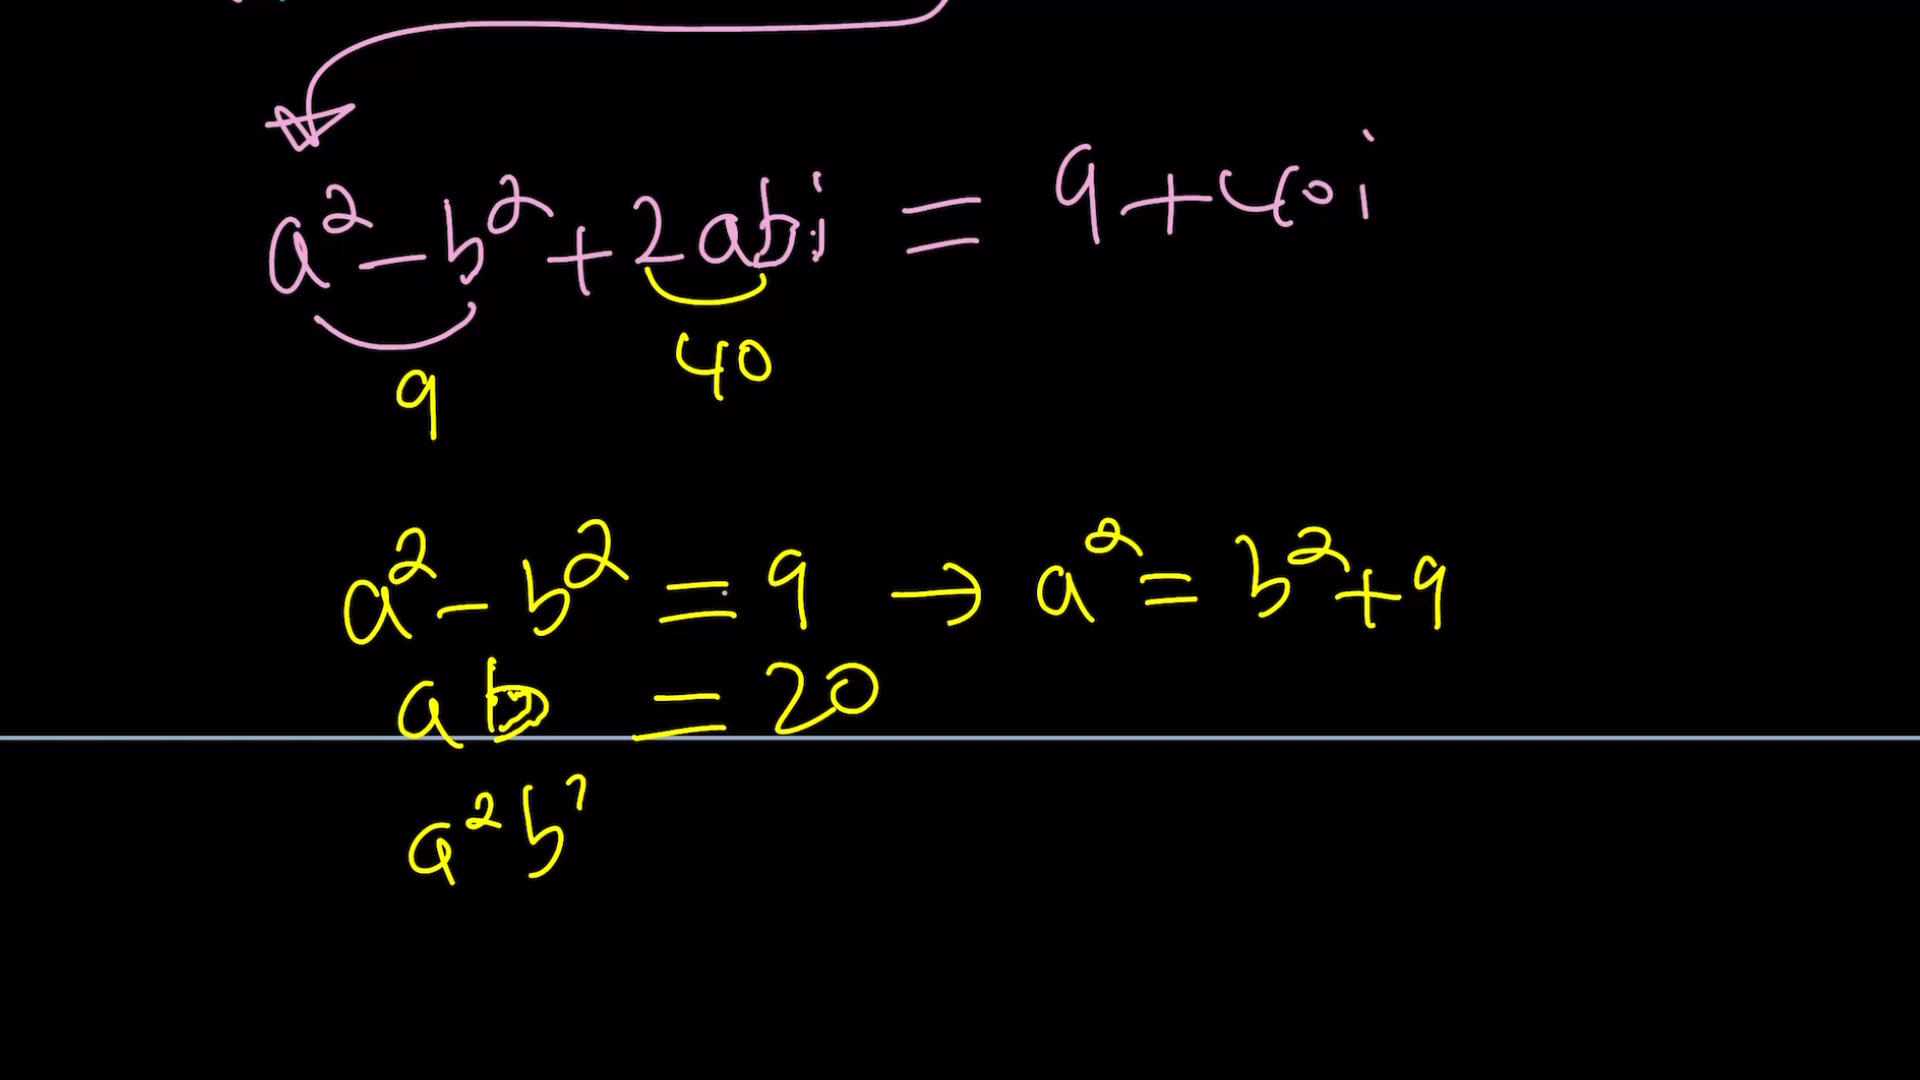 a² - b² + 2abi = 9 + 40i
9 40
a² - b² = 9 → a² = b² + 9
ab = 20
a²b²